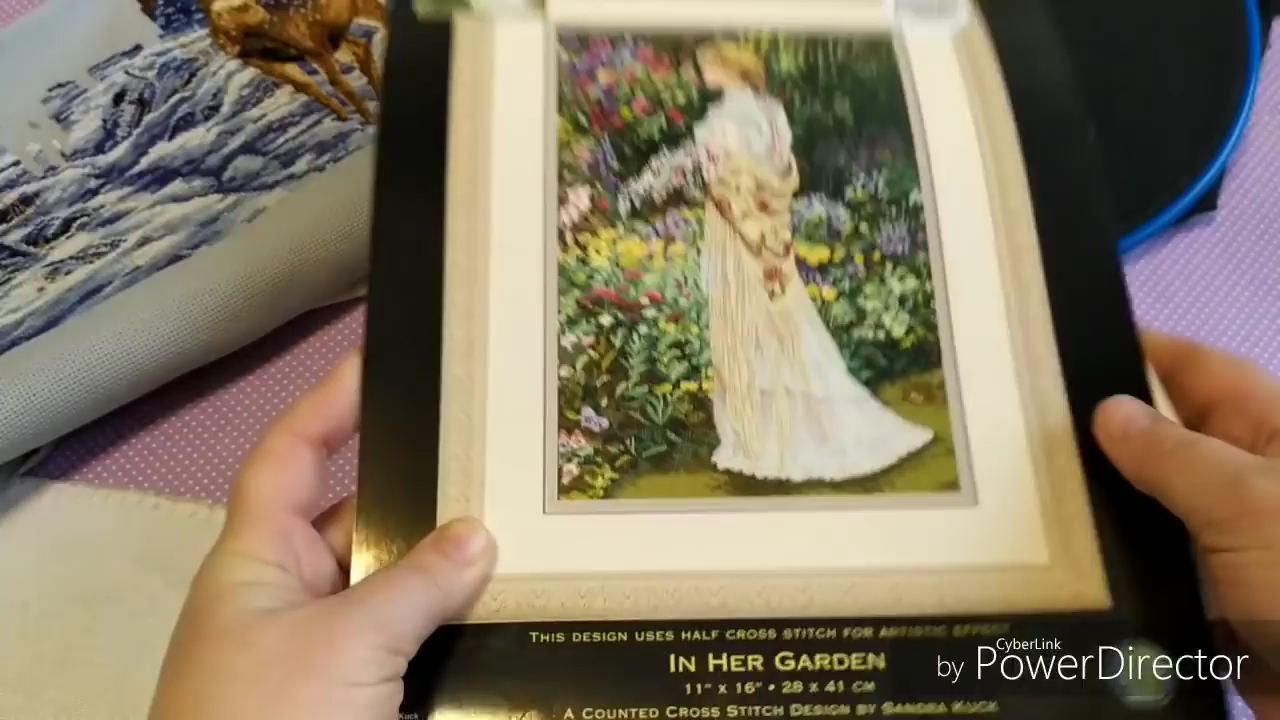 THIS DESIGN USES HALF CROSS STITCH FOR ARTISTIC EFFECT
IN HER GARDEN
11" X 16" • 28 X 41 CM
A COUNTED CROSS STITCH DESIGN BY SANDRA KUCK
Kuck
CyberLink
by PowerDirector